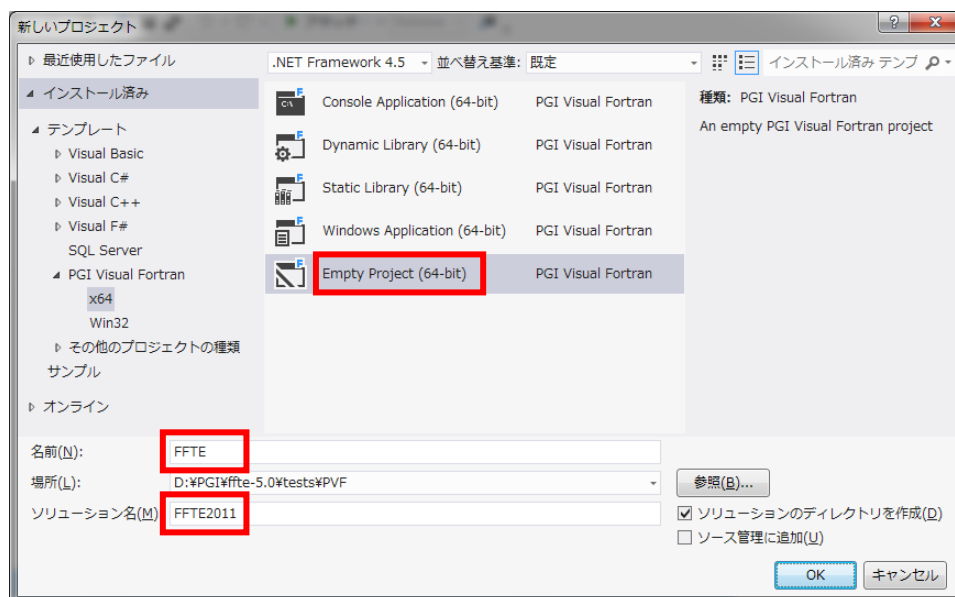 新しいプロジェクト
最近使用したファイル
.NET Framework 4.5 並べ替え基準: 既定
インストール済み テンプ
インストール済み
テンプレート
Visual Basic
Visual C#
Visual C++
Visual F#
SQL Server
PGI Visual Fortran
x64
Win32
その他のプロジェクトの種類
サンプル
オンライン
Console Application (64-bit) PGI Visual Fortran
Dynamic Library (64-bit) PGI Visual Fortran
Static Library (64-bit) PGI Visual Fortran
Windows Application (64-bit) PGI Visual Fortran
Empty Project (64-bit) PGI Visual Fortran
種類: PGI Visual Fortran
An empty PGI Visual Fortran project
名前(N): FFTE
場所(L): D:¥PGI¥ffte-5.0¥tests¥PVF
参照(B)...
ソリューション名(M) FFTE2011
ソリューションのディレクトリを作成(D)
ソース管理に追加(U)
OK キャンセル